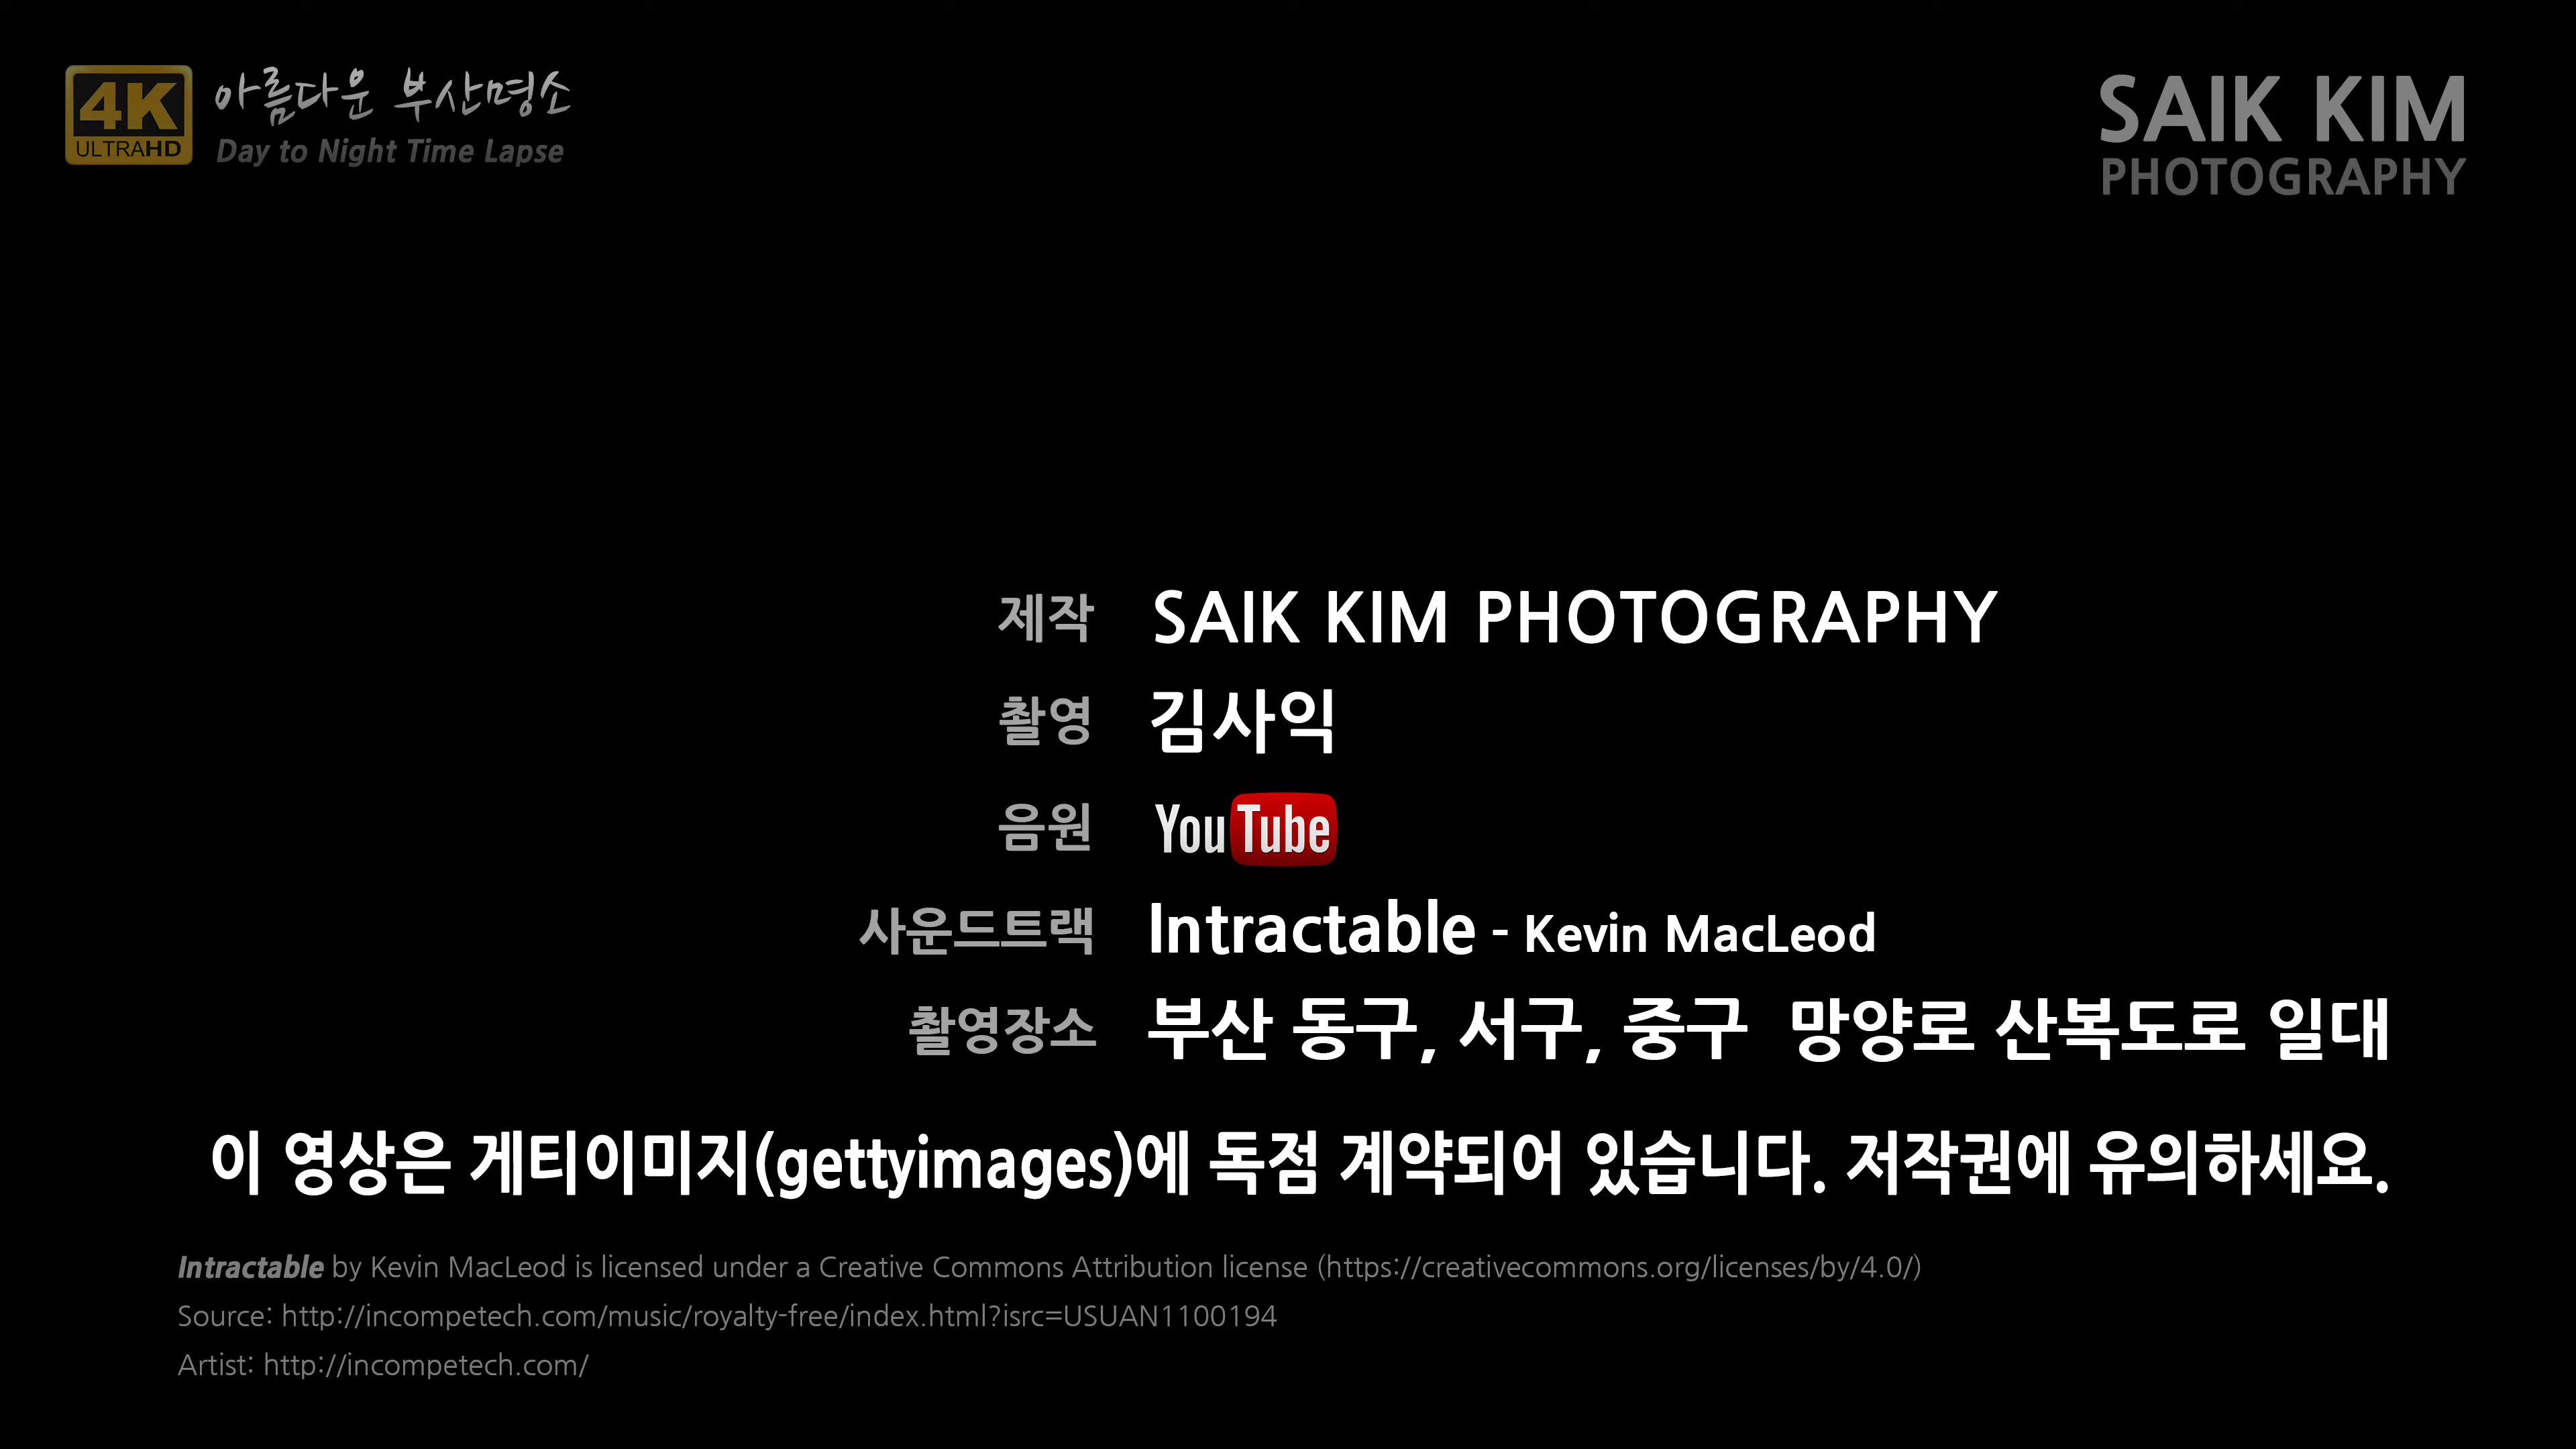 4K
ULTRAHD
아름다운 부산명소
Day to Night Time Lapse
SAIK KIM
PHOTOGRAPHY
제작 SAIK KIM PHOTOGRAPHY
촬영 김사익
음원 YouTube
사운드트랙 Intractable - Kevin MacLeod
촬영장소 부산 동구, 서구, 중구 망양로 산복도로 일대
이 영상은 게티이미지(gettyimages)에 독점 계약되어 있습니다. 저작권에 유의하세요.
Intractable by Kevin MacLeod is licensed under a Creative Commons Attribution license (https://creativecommons.org/licenses/by/4.0/)
Source: http://incompetech.com/music/royalty-free/index.html?isrc=USUAN1100194
Artist: http://incompetech.com/